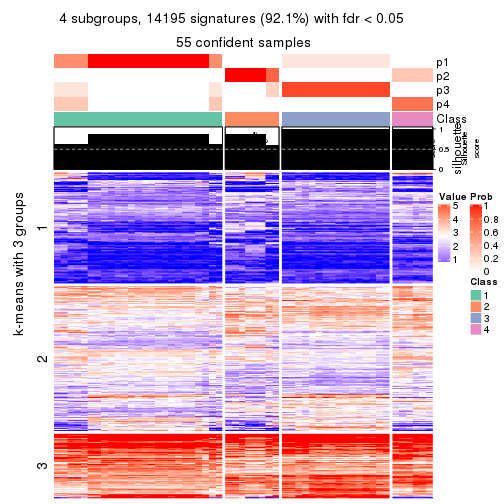 4 subgroups, 14195 signatures (92.1%) with fdr < 0.05
55 confident samples
p1
p2
p3
p4
Class
1
0.5
0
silhouette
Silhouette
score
k-means with 3 groups
1
2
3
Value
5
4
3
2
1
Prob
1
0.8
0.6
0.4
0.2
0
Class
1
2
3
4